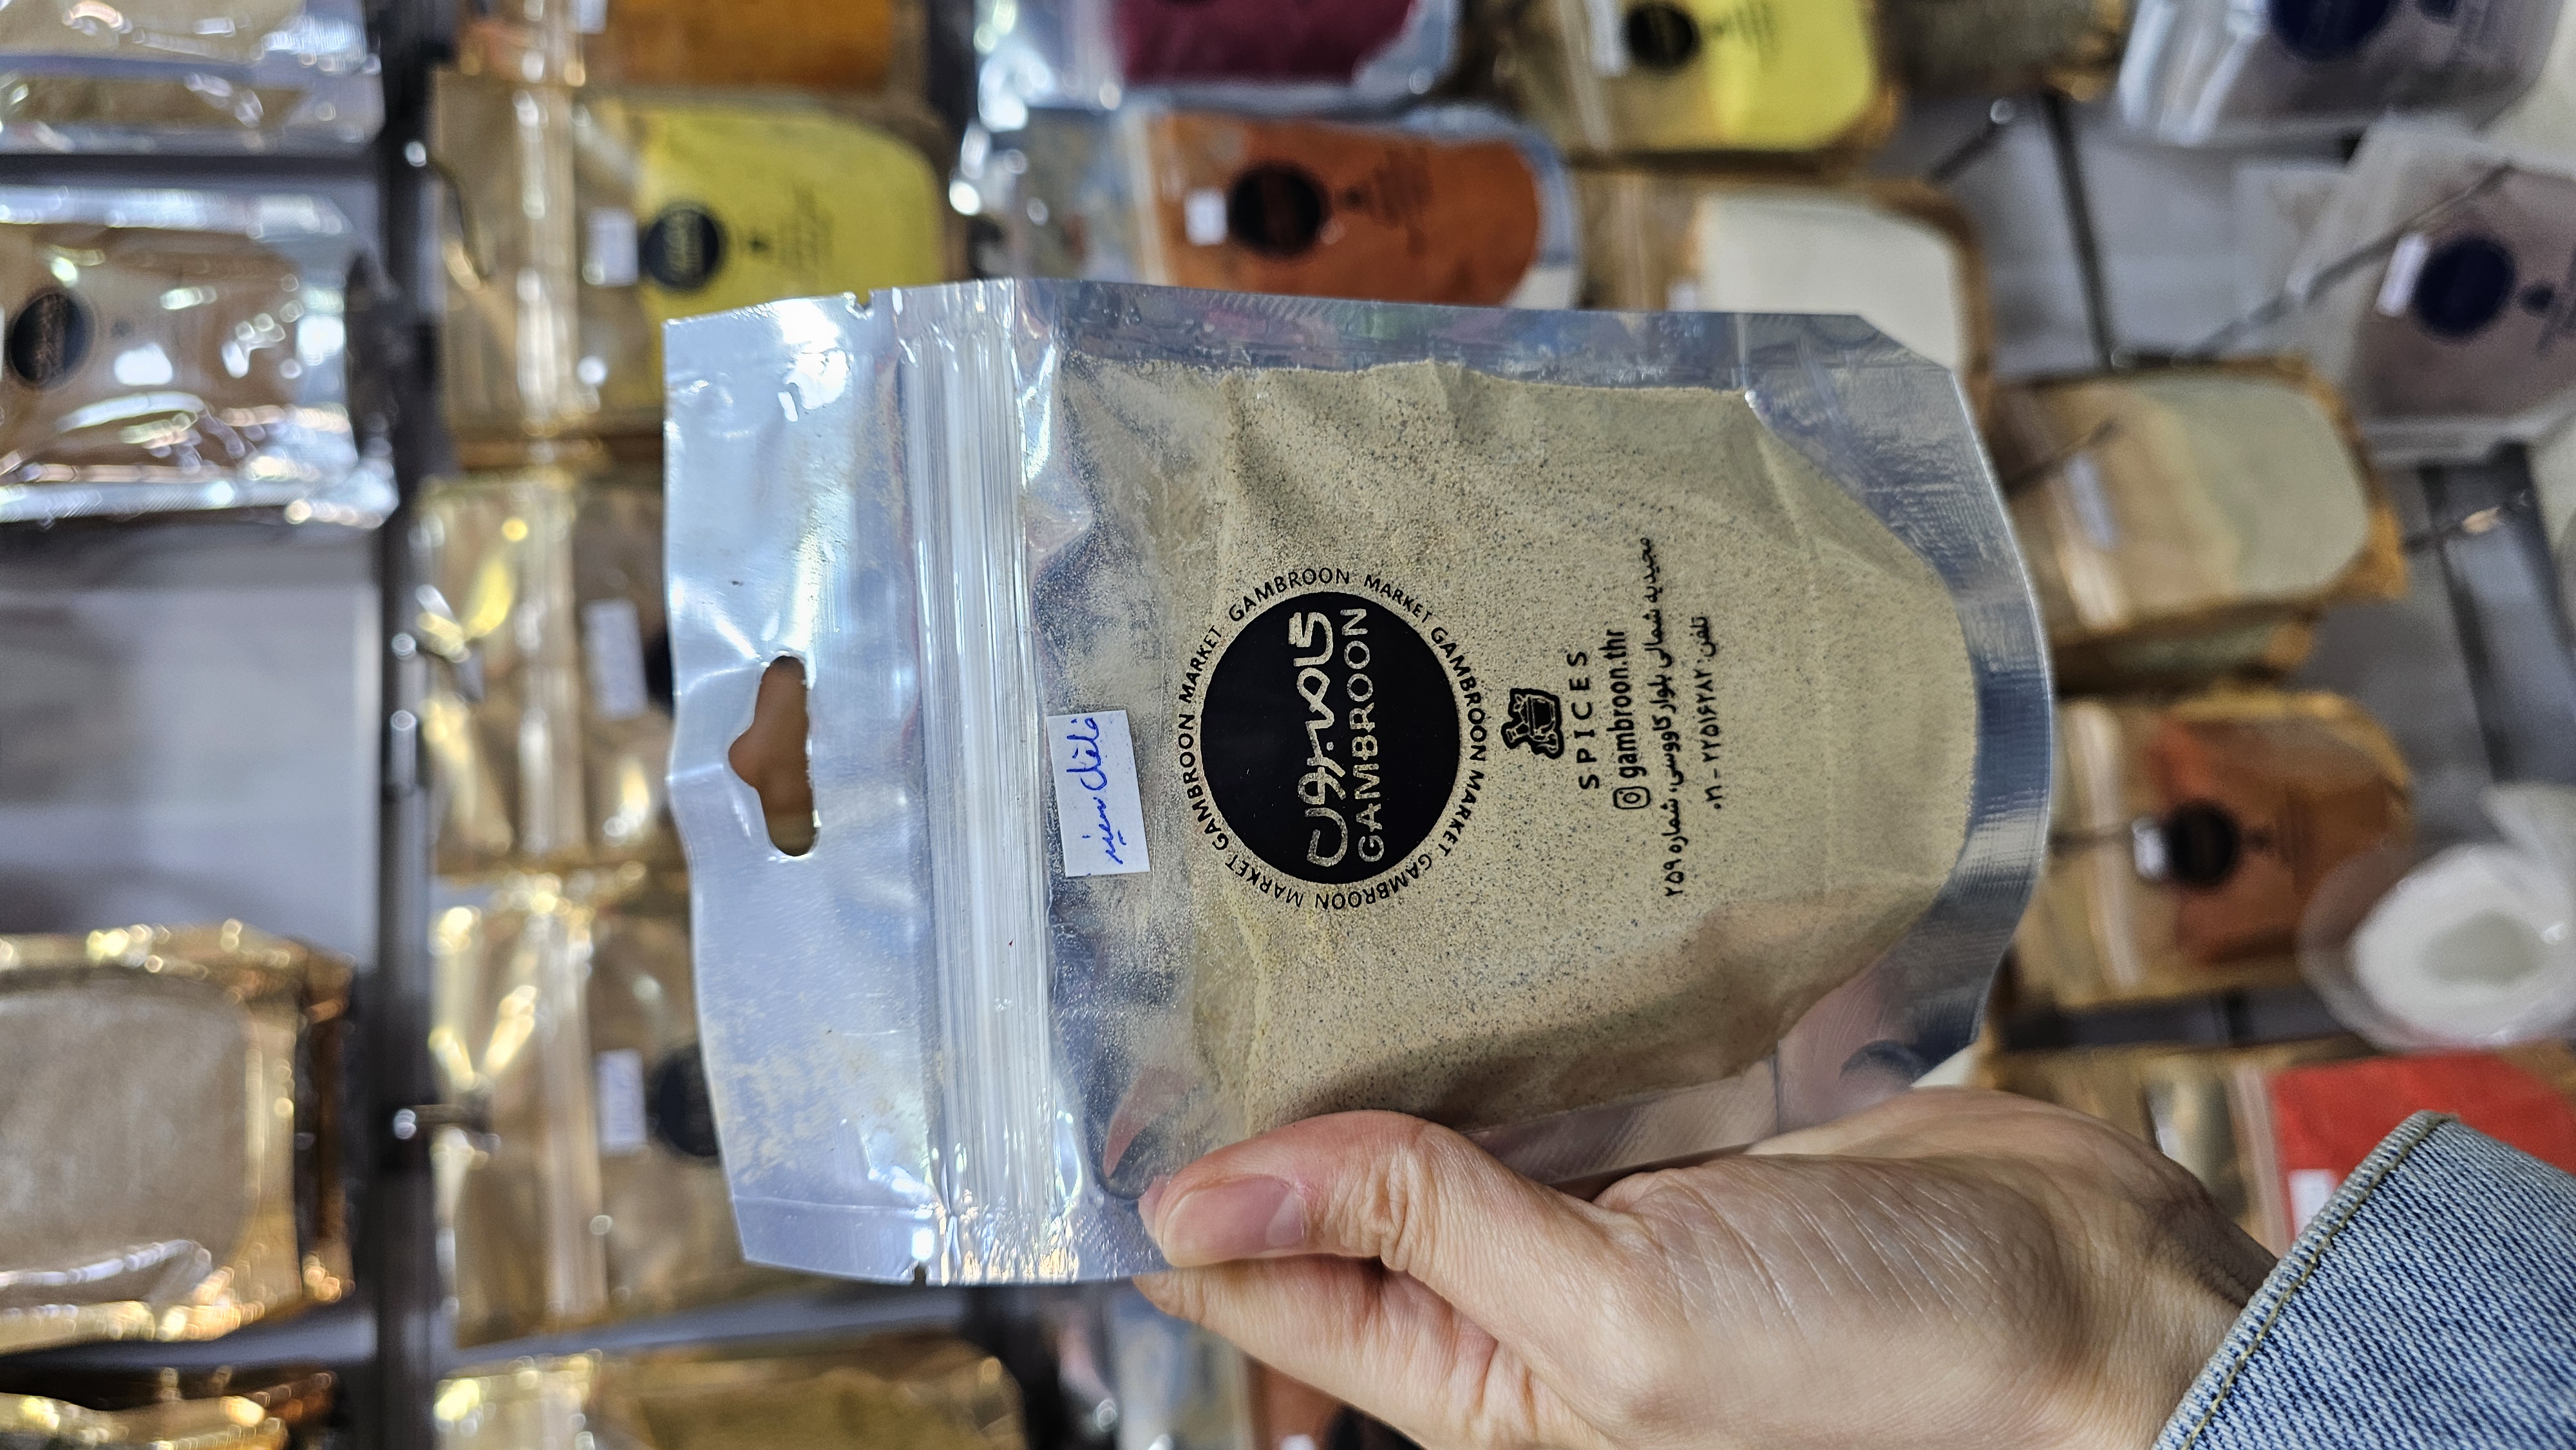 فلفل سفید
GAMBROON MARKET GAMBROON MARKET GAMBROON MARKET GAMBROON MARKET
گامبرون
GAMBROON
SPICES
gambroon.thr
مجیدیه شمالی بلوار کاووسی، شماره ۲۵۹
تلفن: ۲۲۵۱۶۲۸۲ - ۰۲۱